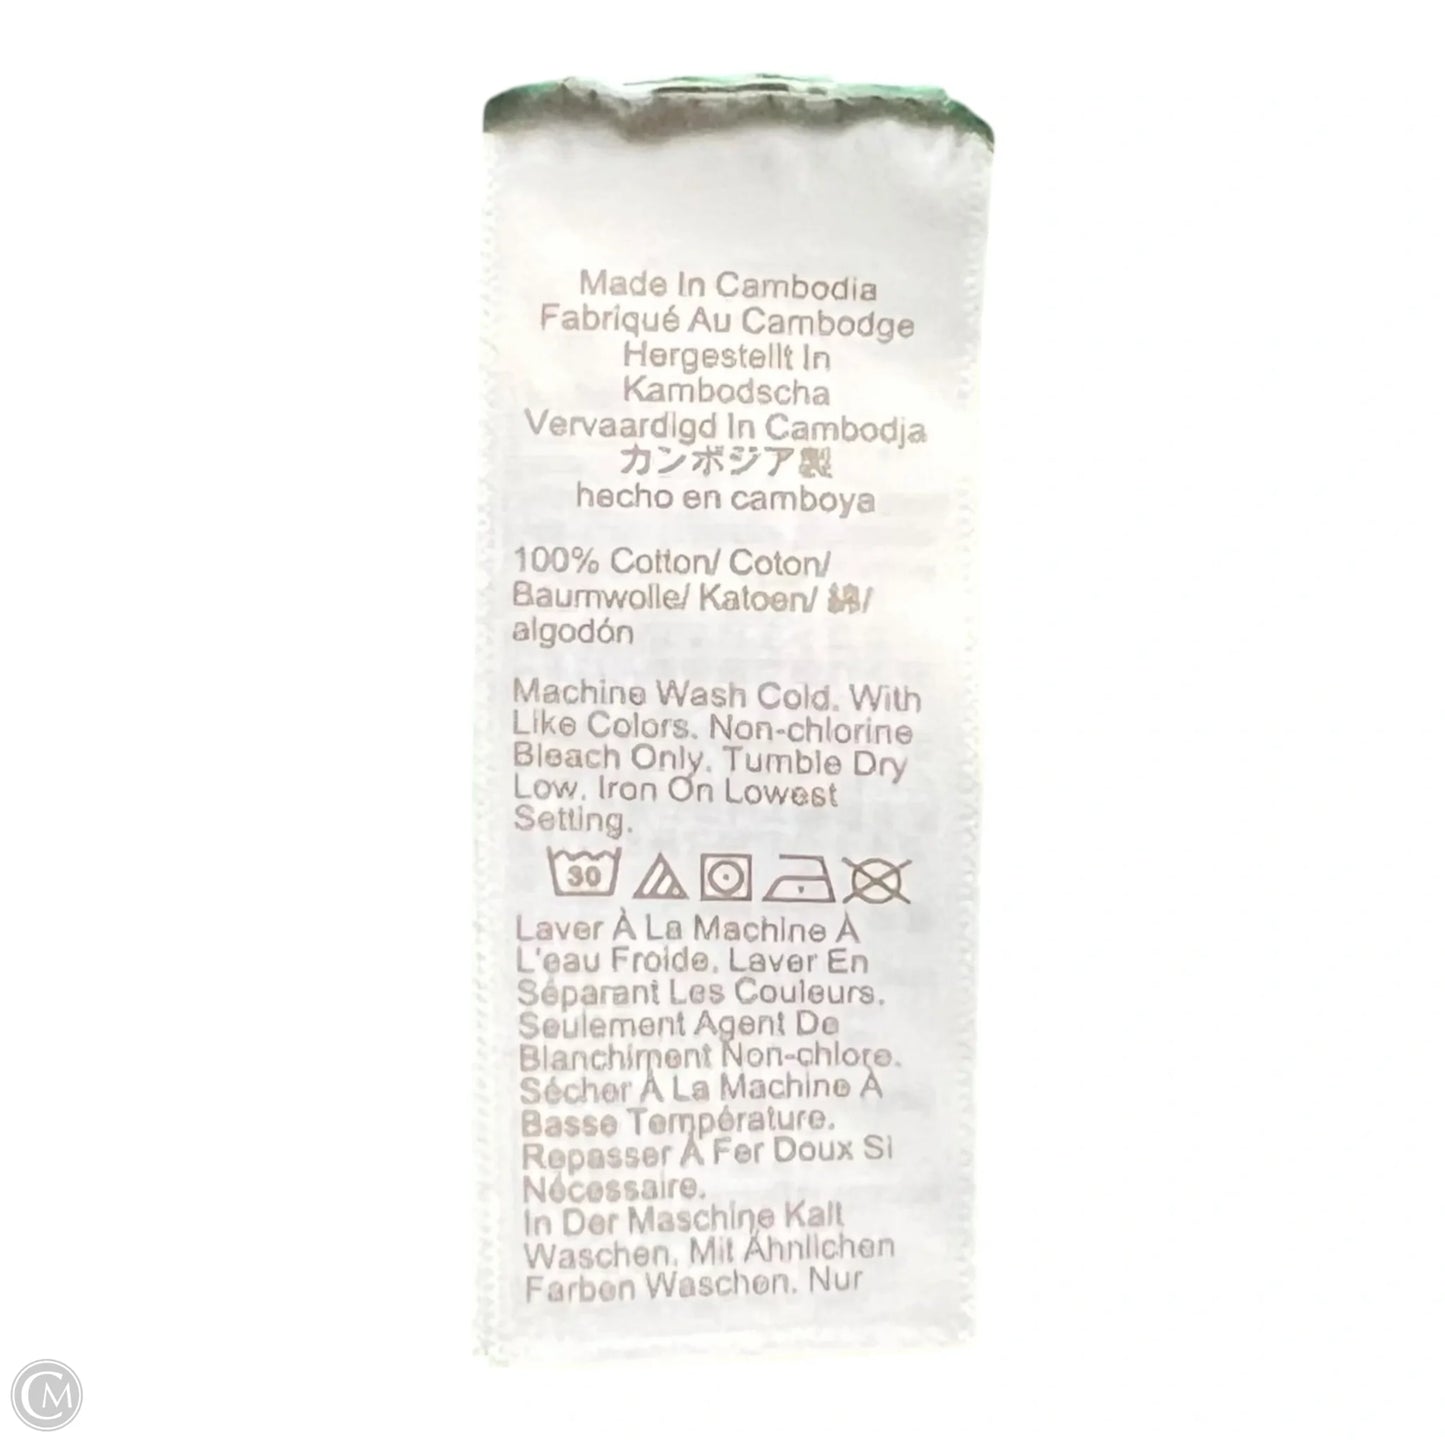 Made In Cambodia
Fabriqué Au Cambodge
Hergestellt In
Kambodscha
Vervaardigd In Cambodja
カンボジア製
hecho en camboya
100% Cotton/ Coton/
Baumwolle/ Katoen/ 綿/
algodón
Machine Wash Cold. With
Like Colors. Non-chlorine
Bleach Only. Tumble Dry
Low. Iron On Lowest
Setting.
30
Laver À La Machine À
L'eau Froide. Laver En
Séparant Les Couleurs.
Seulement Agent De
Blanchiment Non-chlore.
Sécher À La Machine À
Basse Température.
Repasser À Fer Doux Si
Nécessaire.
In Der Maschine Kalt
Waschen. Mit Ähnlichen
Farben Waschen. Nur
CM